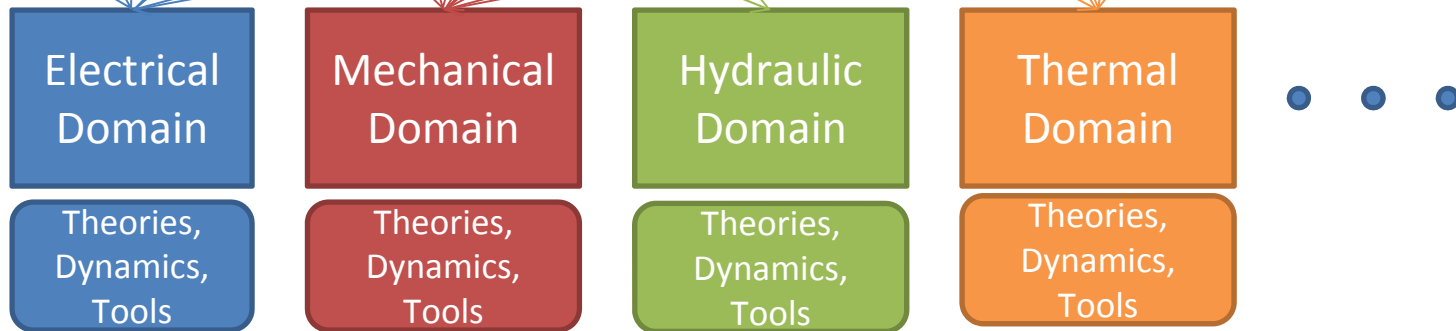 Electrical
Domain
Mechanical
Domain
Hydraulic
Domain
Thermal
Domain
Theories,
Dynamics,
Tools
Theories,
Dynamics,
Tools
Theories,
Dynamics,
Tools
Theories,
Dynamics,
Tools